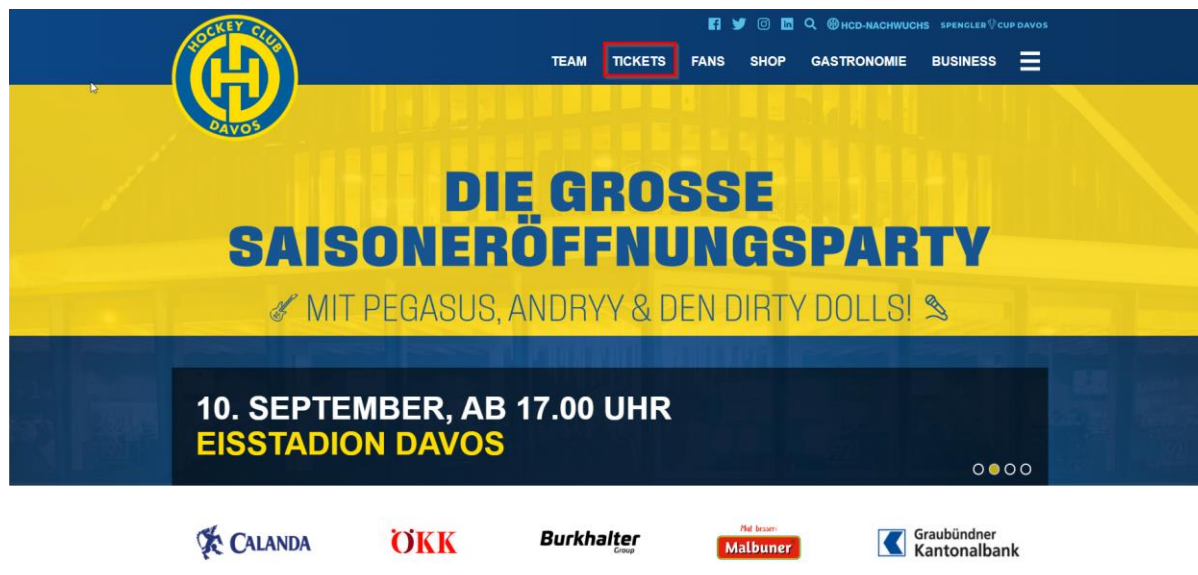 HOCKEY CLUB
DAVOS
HCD-NACHWUCHS SPENGLER CUP DAVOS
TEAM TICKETS FANS SHOP GASTRONOMIE BUSINESS
DIE GROSSE
SAISONERÖFFNUNGSPARTY
MIT PEGASUS, ANDRYY & DEN DIRTY DOLLS!
10. SEPTEMBER, AB 17.00 UHR
EISSTADION DAVOS
CALANDA
ÖKK
Burkhalter
Group
Malbuner
Graubündner
Kantonalbank